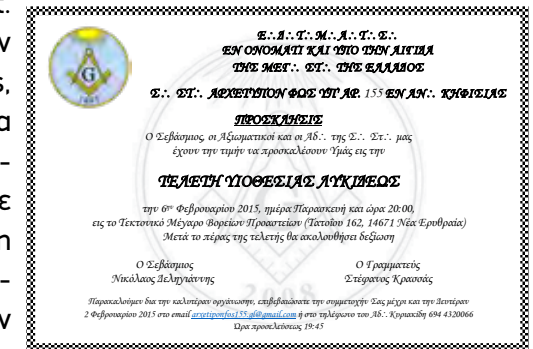 Ε∴Δ∴Τ∴Μ∴Α∴Τ∴Σ∴
ΕΝ ΟΝΟΜΑΤΙ ΚΑΙ ΥΠΟ ΤΗΝ ΑΙΓΙΔΑ
ΤΗΣ ΜΕΓ∴ ΣΤ∴ ΤΗΣ ΕΛΛΑΔΟΣ
Σ∴ ΣΤ∴ ΑΡΧΕΤΥΠΟΝ ΦΩΣ ΥΠ' ΑΡ. 155 ΕΝ ΑΝ∴ ΚΗΦΙΣΙΑΣ
ΠΡΟΣΚΛΗΣΙΣ
Ο Σεβάσμιος, οι Αξιωματικοί και οι Αδ∴ της Σ∴ Στ∴ μας
έχουν την τιμήν να προσκαλέσουν Υμάς εις την
ΤΕΛΕΤΗ ΥΙΟΘΕΣΙΑΣ ΛΥΚΙΔΕΩΣ
την 6ην Φεβρουαρίου 2015, ημέρα Παρασκευή και ώρα 20:00,
εις το Τεκτονικό Μέγαρο Βορείων Προαστείων (Τατοΐου 162, 14671 Νέα Ερυθραία)
Μετά το πέρας της τελετής θα ακολουθήσει δεξίωση
Ο Σεβάσμιος Ο Γραμματεύς
Νικόλαος Δεληγιάννης Στέφανος Κρασσάς
Παρακαλούμεν δια την καλυτέραν οργάνωσην, επιβεβαιώσατε την συμμετοχήν Σας μέχρι και την Δευτέραν
2 Φεβρουαρίου 2015 στο email arxetiponfos155.gl@gmail.com ή στο τηλέφωνο του Αδ∴ Κυριακίδη 694 4320066
Ώρα προσελεύσεως 19:45
G
2008